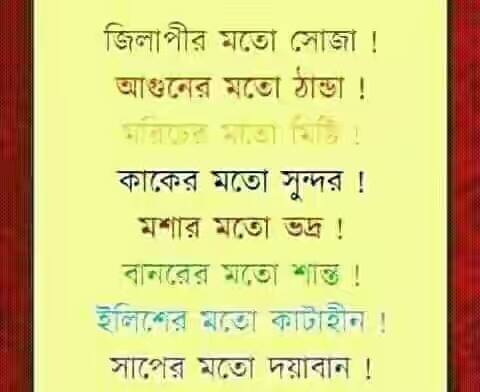 জিলাপীর মতো সোজা !
আগুনের মতো ঠান্ডা !
মরিচের মতো মিষ্টি !
কাকের মতো সুন্দর !
মশার মতো ভদ্র !
বানরের মতো শান্ত !
ইলিশের মতো কাটাহীন !
সাপের মতো দয়াবান !